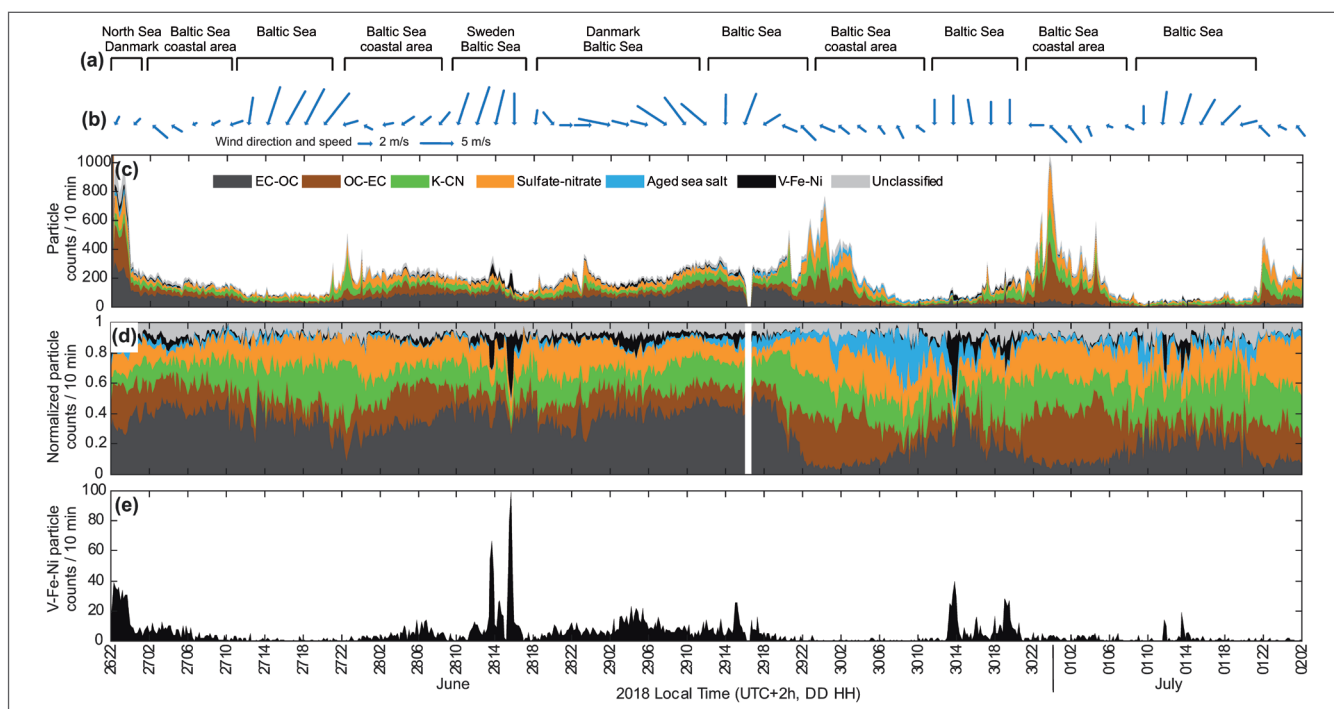 North Sea Danmark
Baltic Sea coastal area
Baltic Sea
Baltic Sea coastal area
Sweden Baltic Sea
Danmark Baltic Sea
Baltic Sea
Baltic Sea coastal area
Baltic Sea
Baltic Sea coastal area
Baltic Sea
(a)
(b)
Wind direction and speed 2 m/s 5 m/s
(c)
EC-OC OC-EC K-CN Sulfate-nitrate Aged sea salt V-Fe-Ni Unclassified
Particle
counts / 10 min
1000
800
600
400
200
0
(d)
Normalized particle
counts / 10 min
1
0.8
0.6
0.4
0.2
0
(e)
V-Fe-Ni particle
counts / 10 min
100
80
60
40
20
0
2622 2702 2706 2710 2714 2718 2722 2802 2806 2810 2814 2818 2822 2902 2906 2910 2914 2918 2922 3002 3006 3010 3014 3018 3022 0102 0106 0110 0114 0118 0122 0202
June July
2018 Local Time (UTC+2h, DD HH)